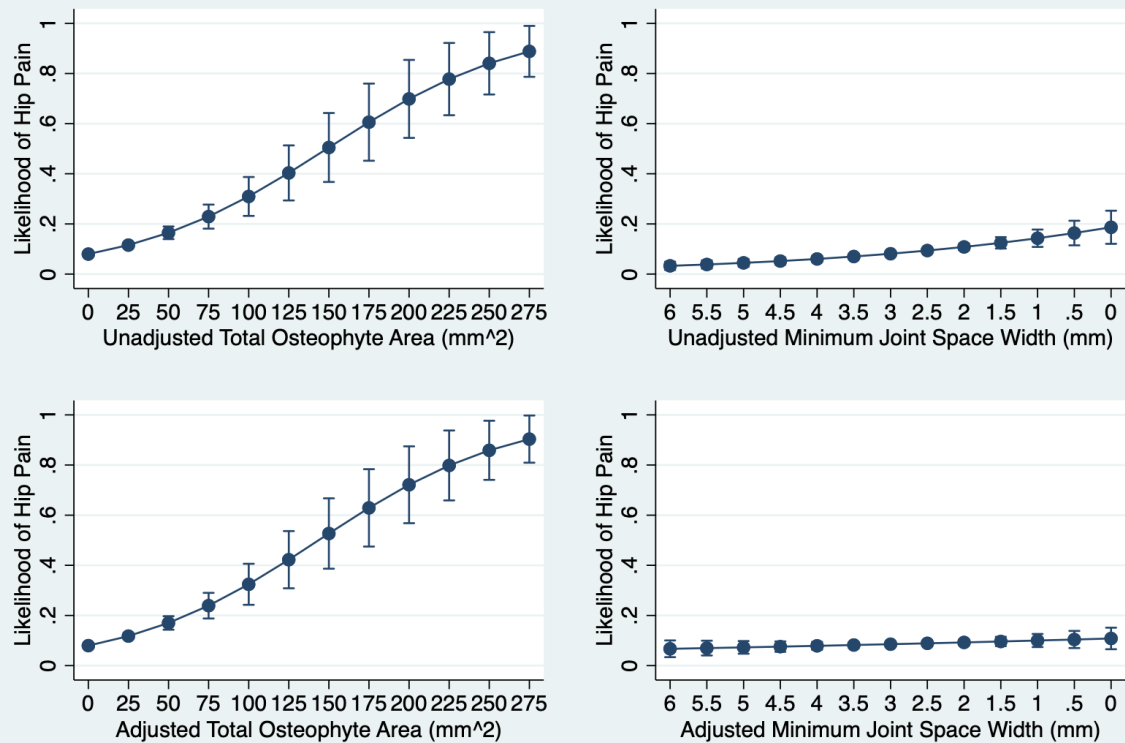 Likelihood of Hip Pain
0 .2 .4 .6 .8 1
0 25 50 75 100 125 150 175 200 225 250 275
Unadjusted Total Osteophyte Area (mm^2)
Likelihood of Hip Pain
0 .2 .4 .6 .8 1
6 5.5 5 4.5 4 3.5 3 2.5 2 1.5 1 .5 0
Unadjusted Minimum Joint Space Width (mm)
Likelihood of Hip Pain
0 .2 .4 .6 .8 1
0 25 50 75 100 125 150 175 200 225 250 275
Adjusted Total Osteophyte Area (mm^2)
Likelihood of Hip Pain
0 .2 .4 .6 .8 1
6 5.5 5 4.5 4 3.5 3 2.5 2 1.5 1 .5 0
Adjusted Minimum Joint Space Width (mm)